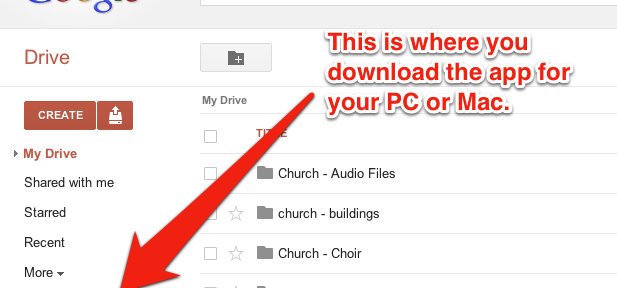 Google
This is where you
download the app for
your PC or Mac.
Drive
My Drive
CREATE
TITLE
My Drive
Church - Audio Files
Shared with me
Starred
church - buildings
Recent
Church - Choir
More